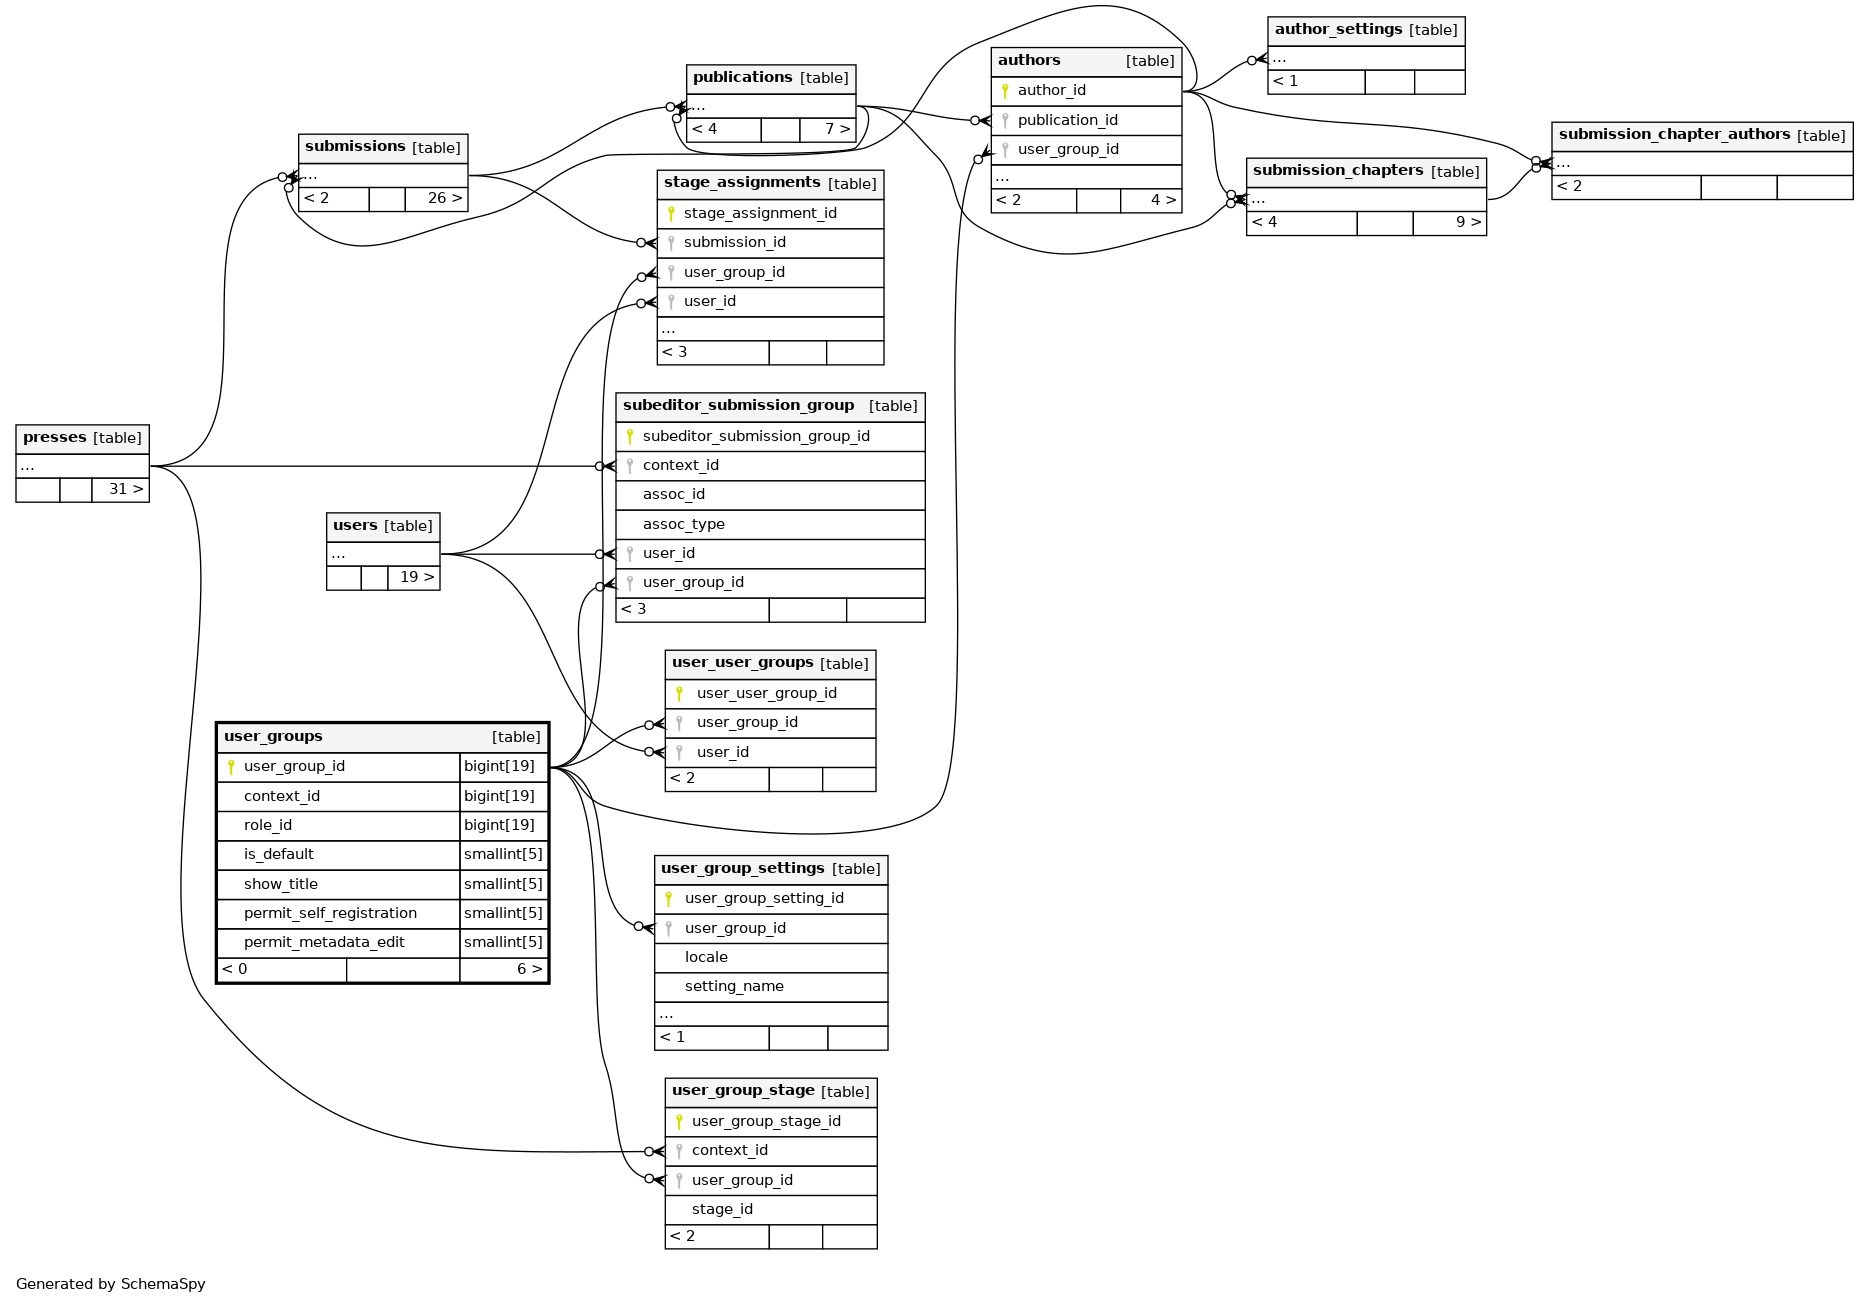 author_settings [table]
...
< 1
authors [table]
author_id
publication_id
user_group_id
...
< 2 4 >
publications [table]
...
< 4 7 >
submission_chapter_authors [table]
...
< 2
submissions [table]
...
< 2 26 >
submission_chapters [table]
...
< 4 9 >
stage_assignments [table]
stage_assignment_id
submission_id
user_group_id
user_id
...
< 3
subeditor_submission_group [table]
subeditor_submission_group_id
context_id
assoc_id
assoc_type
user_id
user_group_id
< 3
presses [table]
...
31 >
users [table]
...
19 >
user_user_groups [table]
user_user_group_id
user_group_id
user_id
< 2
user_groups [table]
user_group_id bigint[19]
context_id bigint[19]
role_id bigint[19]
is_default smallint[5]
show_title smallint[5]
permit_self_registration smallint[5]
permit_metadata_edit smallint[5]
< 0 6 >
user_group_settings [table]
user_group_setting_id
user_group_id
locale
setting_name
...
< 1
user_group_stage [table]
user_group_stage_id
context_id
user_group_id
stage_id
< 2
Generated by SchemaSpy